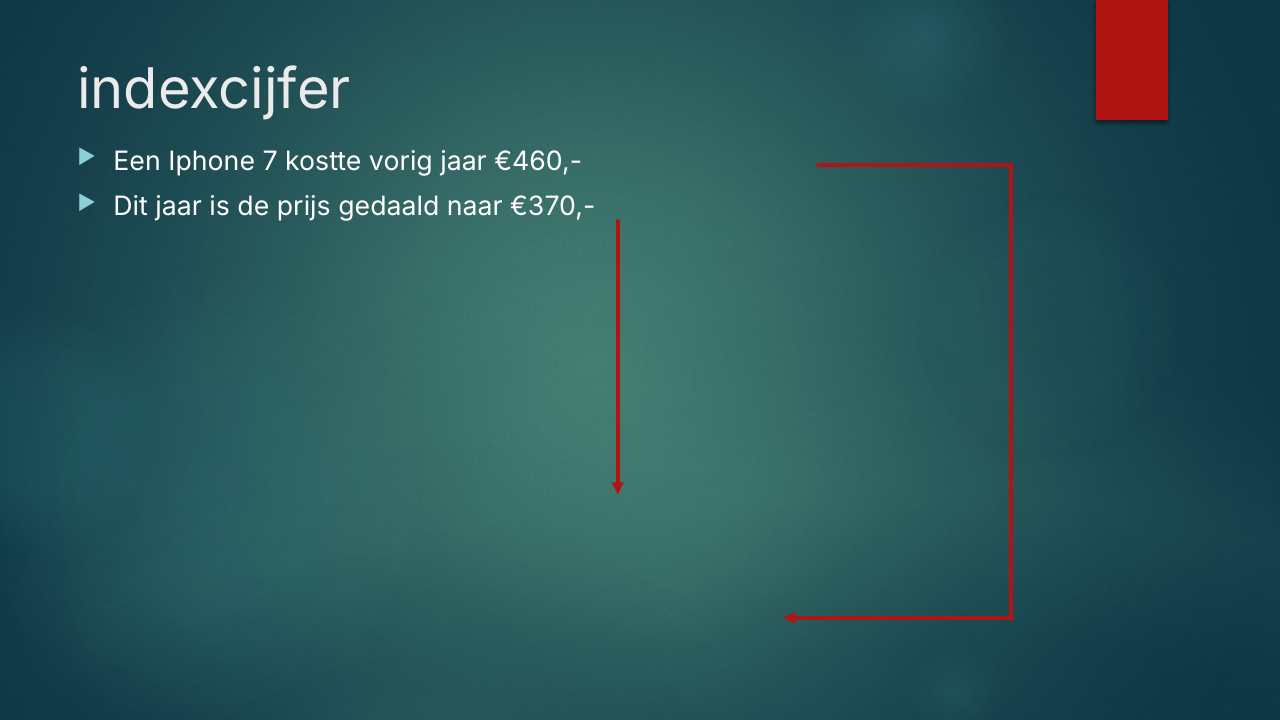 indexcijfer
Een Iphone 7 kostte vorig jaar €460,-
Dit jaar is de prijs gedaald naar €370,-